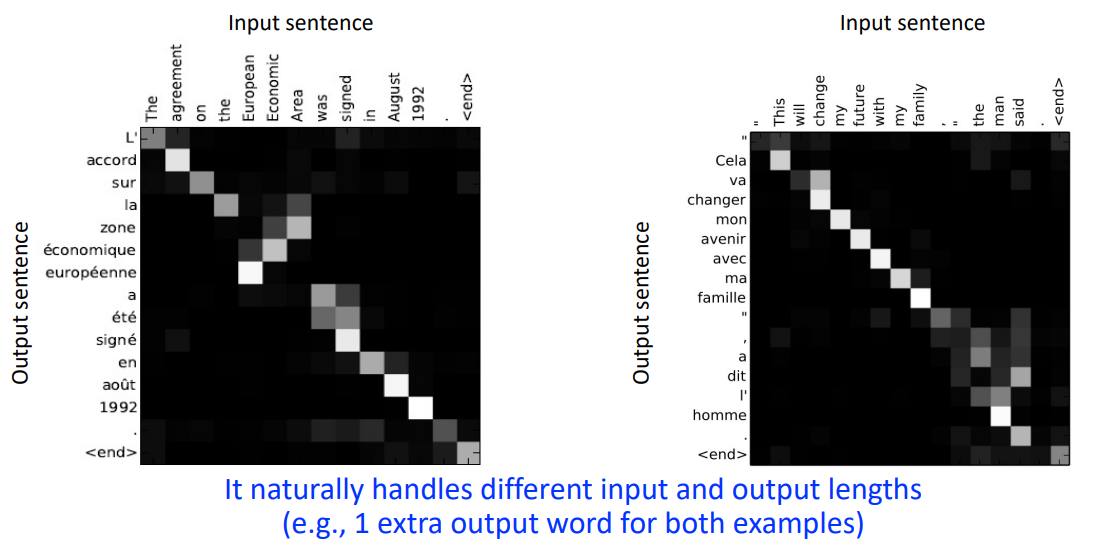 Input sentence
The agreement on the European Economic Area was signed in August 1992 . <end>
Output sentence
L'
accord
sur
la
zone
économique
européenne
a
été
signé
en
août
1992
.
<end>
Input sentence
" This will change my future with my family , " the man said . <end>
Output sentence
"
Cela
va
changer
mon
avenir
avec
ma
famille
"
,
a
dit
l'
homme
.
<end>
It naturally handles different input and output lengths
(e.g., 1 extra output word for both examples)